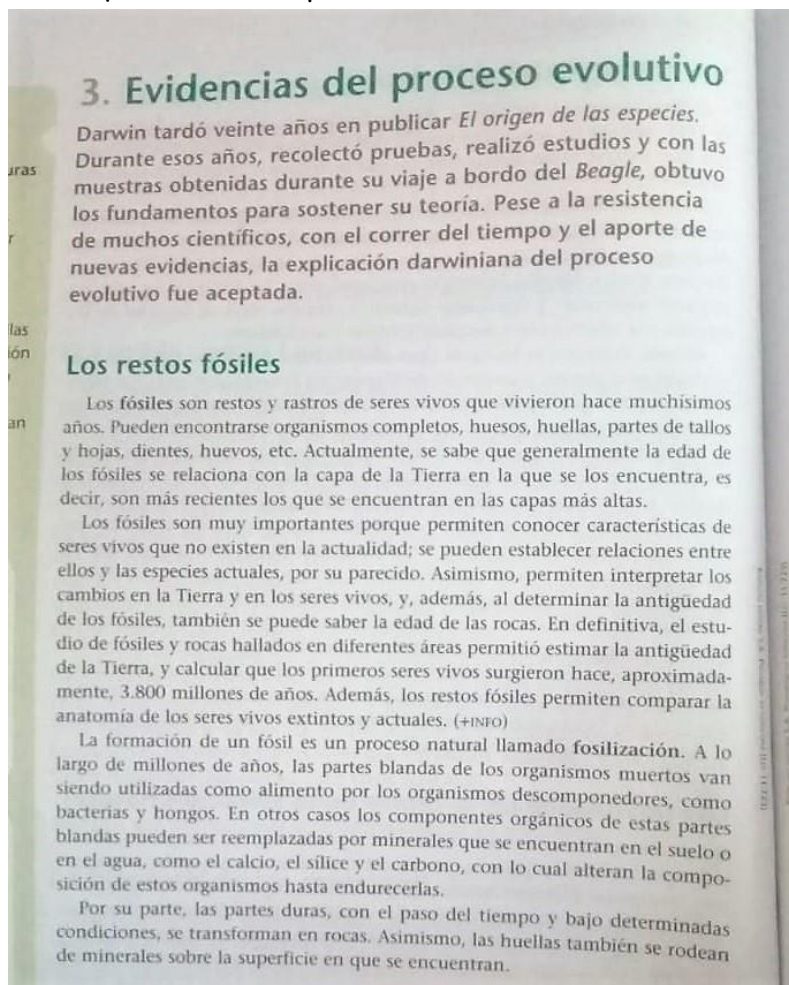 3. Evidencias del proceso evolutivo
Darwin tardó veinte años en publicar El origen de las especies.
Durante esos años, recolectó pruebas, realizó estudios y con las
muestras obtenidas durante su viaje a bordo del Beagle, obtuvo
los fundamentos para sostener su teoría. Pese a la resistencia
de muchos científicos, con el correr del tiempo y el aporte de
nuevas evidencias, la explicación darwiniana del proceso
evolutivo fue aceptada.
uras
r
las
ión
an
Los restos fósiles
Los fósiles son restos y rastros de seres vivos que vivieron hace muchísimos
años. Pueden encontrarse organismos completos, huesos, huellas, partes de tallos
y hojas, dientes, huevos, etc. Actualmente, se sabe que generalmente la edad de
los fósiles se relaciona con la capa de la Tierra en la que se los encuentra, es
decir, son más recientes los que se encuentran en las capas más altas.
Los fósiles son muy importantes porque permiten conocer características de
seres vivos que no existen en la actualidad; se pueden establecer relaciones entre
ellos y las especies actuales, por su parecido. Asimismo, permiten interpretar los
cambios en la Tierra y en los seres vivos, y, además, al determinar la antigüedad
de los fósiles, también se puede saber la edad de las rocas. En definitiva, el estu-
dio de fósiles y rocas hallados en diferentes áreas permitió estimar la antigüedad
de la Tierra, y calcular que los primeros seres vivos surgieron hace, aproximada-
mente, 3.800 millones de años. Además, los restos fósiles permiten comparar la
anatomía de los seres vivos extintos y actuales. (+INFO)
La formación de un fósil es un proceso natural llamado fosilización. A lo
largo de millones de años, las partes blandas de los organismos muertos van
siendo utilizadas como alimento por los organismos descomponedores, como
bacterias y hongos. En otros casos los componentes orgánicos de estas partes
blandas pueden ser reemplazadas por minerales que se encuentran en el suelo o
en el agua, como el calcio, el sílice y el carbono, con lo cual alteran la compo-
sición de estos organismos hasta endurecerlas.
Por su parte, las partes duras, con el paso del tiempo y bajo determinadas
condiciones, se transforman en rocas. Asimismo, las huellas también se rodean
de minerales sobre la superficie en que se encuentran.